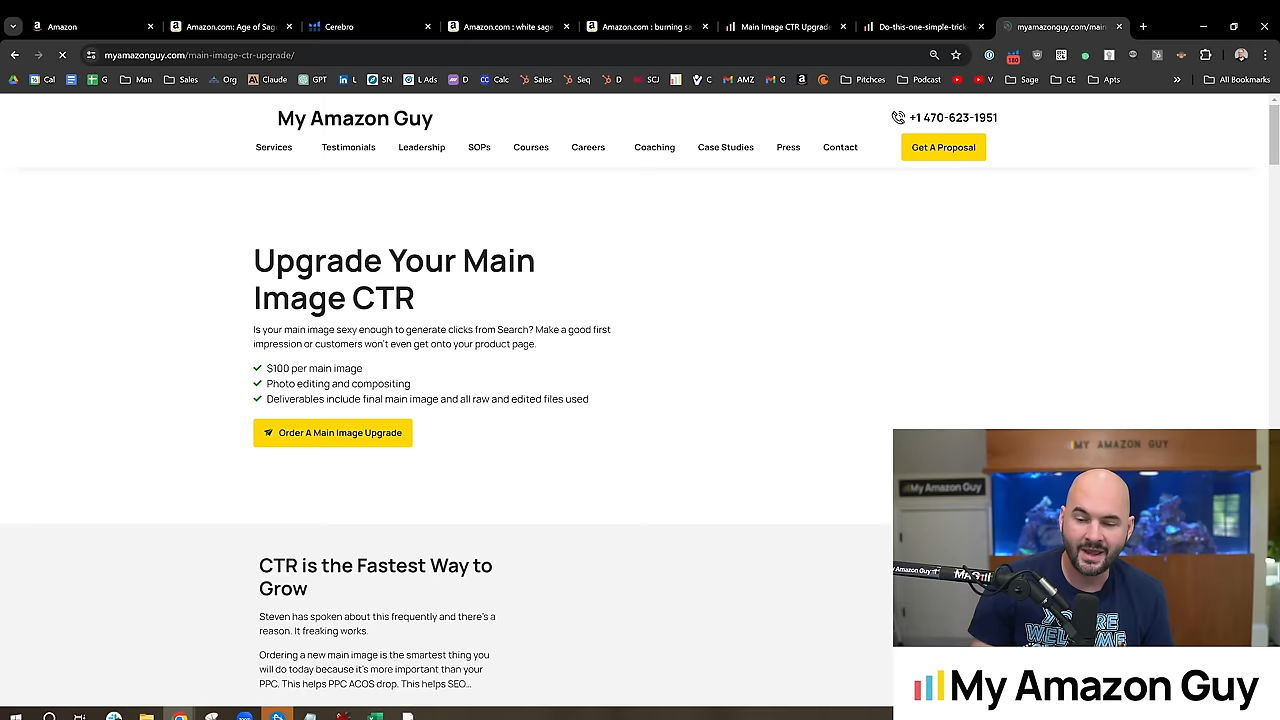 Amazon
Amazon.com: Age of Sag
Cerebro
Amazon.com : white sage
Amazon.com : burning sa
Main Image CTR Upgrade
Do-this-one-simple-trick-
myamazonguy.com/main
myamazonguy.com/main-image-ctr-upgrade/
180
Cal
G
Man
Sales
Org
Claude
GPT
L
SN
L Ads
D
Calc
Sales
Seq
D
SCJ
C
AMZ
G
Pitchces
Podcast
V
Sage
CE
Apts
All Bookmarks
My Amazon Guy
+1 470-623-1951
Services
Testimonials
Leadership
SOPs
Courses
Careers
Coaching
Case Studies
Press
Contact
Get A Proposal
Upgrade Your Main
Image CTR
Is your main image sexy enough to generate clicks from Search? Make a good first
impression or customers won't even get onto your product page.
$100 per main image
Photo editing and compositing
Deliverables include final main image and all raw and edited files used
Order A Main Image Upgrade
CTR is the Fastest Way to
Grow
Steven has spoken about this frequently and there's a
reason. It freaking works.
Ordering a new main image is the smartest thing you
will do today because it's more important than your
PPC. This helps PPC ACOS drop. This helps SEO...
MY AMAZON GUY
My Amazon Guy
My Amazon Guy
MAG
My Amazon Guy